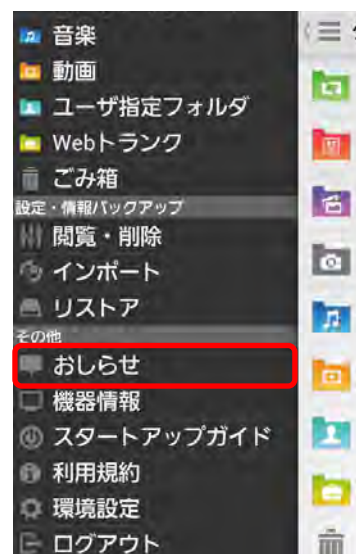 音楽
動画
ユーザ指定フォルダ
Webトランク
ごみ箱
設定・情報バックアップ
閲覧・削除
インポート
リストア
その他
おしらせ
機器情報
スタートアップガイド
利用規約
環境設定
ログアウト